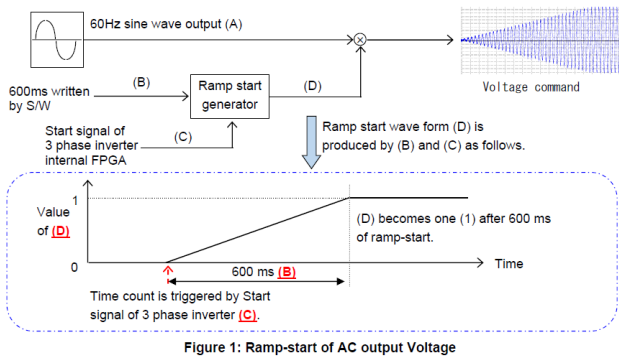 60Hz sine wave output (A)
600ms written
by S/W
(B)
Ramp start
generator
(D)
Voltage command
Start signal of
3 phase inverter
internal FPGA
(C)
Ramp start wave form (D) is
produced by (B) and (C) as follows.
1
Value
of (D)
0
(D) becomes one (1) after 600 ms
of ramp-start.
Time
600 ms (B)
Time count is triggered by Start
signal of 3 phase inverter (C).
Figure 1: Ramp-start of AC output Voltage